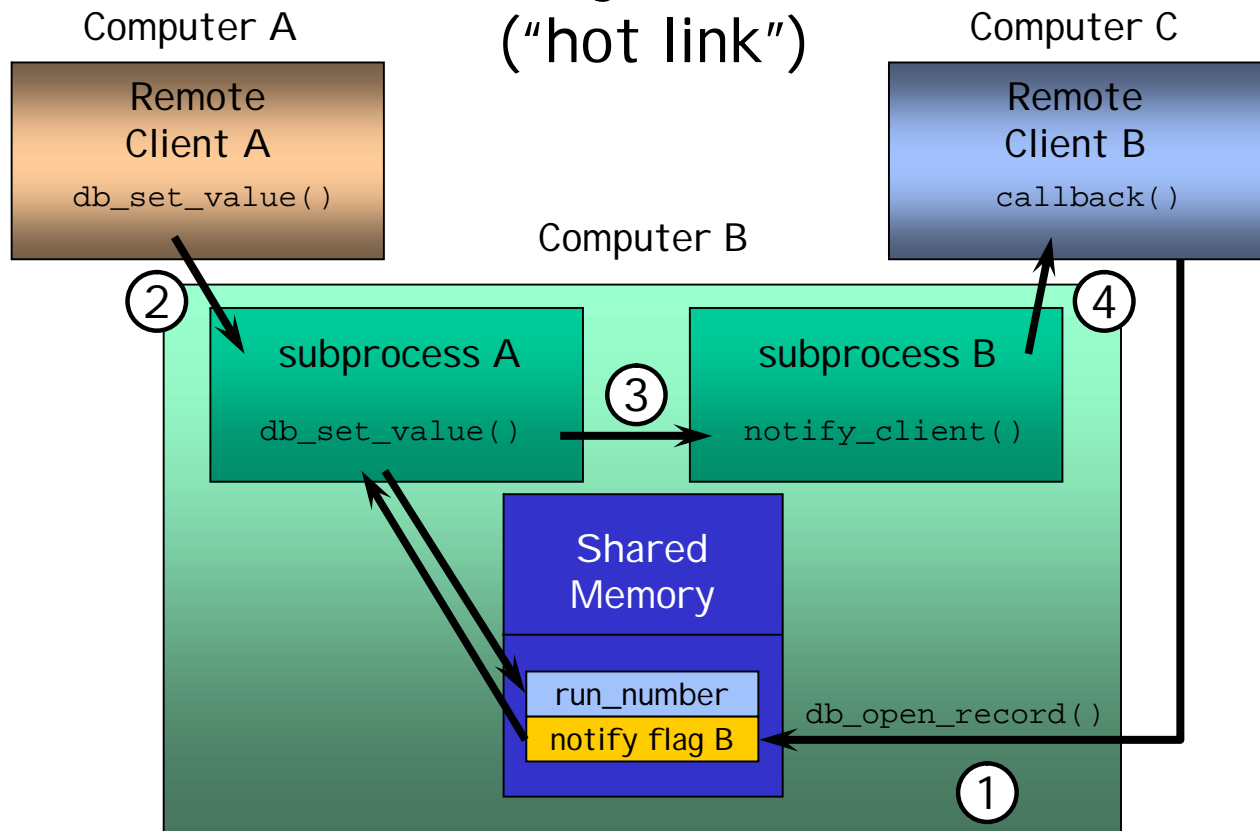 ("hot link")
Computer A
Computer C
Remote
Client A
db_set_value()
Remote
Client B
callback()
Computer B
2
4
subprocess A
db_set_value()
3
subprocess B
notify_client()
Shared
Memory
run_number
notify flag B
db_open_record()
1